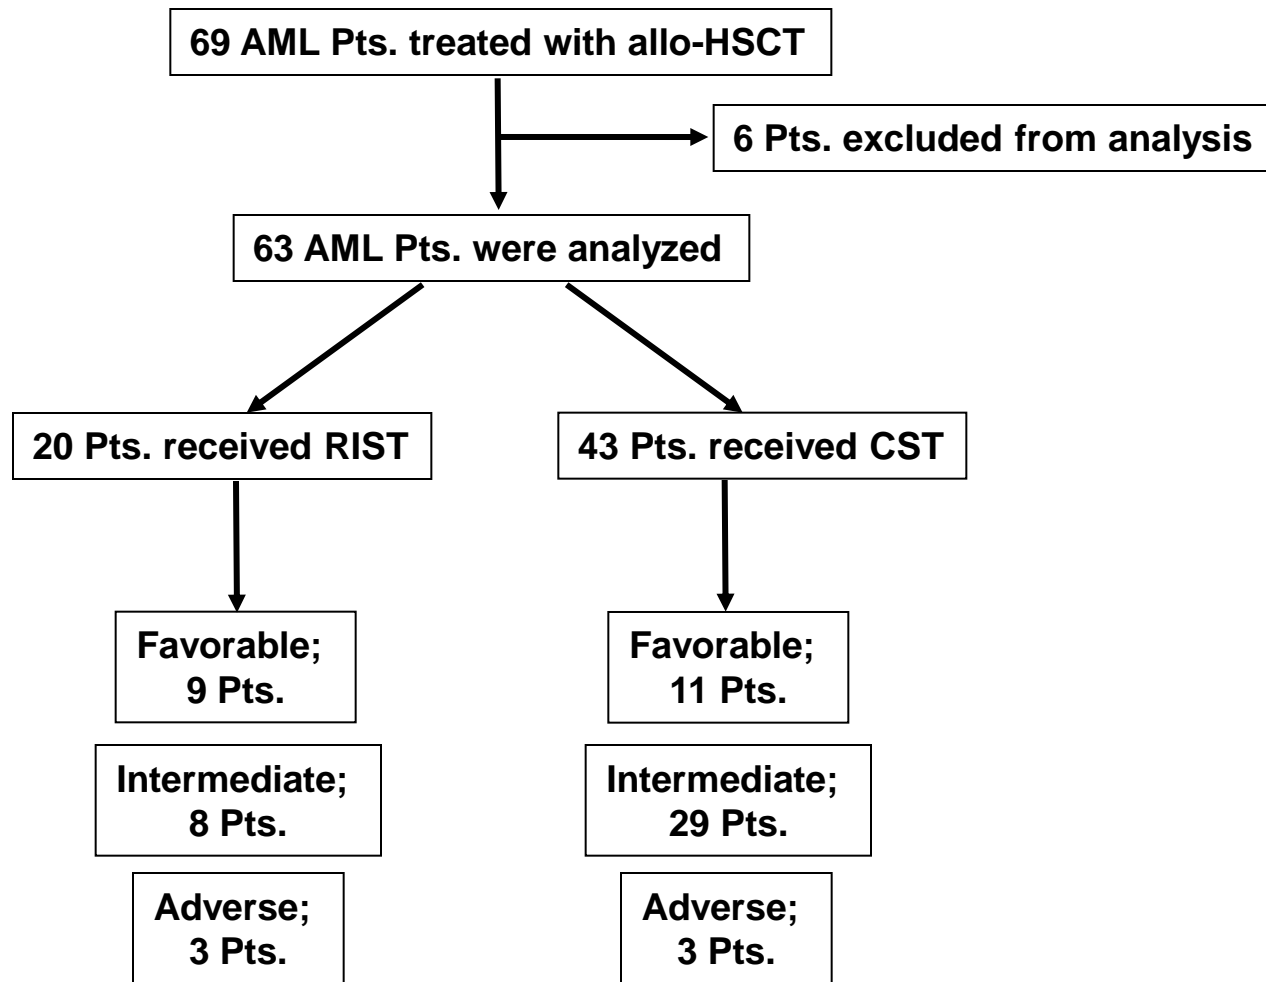 69 AML Pts. treated with allo-HSCT
6 Pts. excluded from analysis
63 AML Pts. were analyzed
20 Pts. received RIST
43 Pts. received CST
Favorable;
9 Pts.
Favorable;
11 Pts.
Intermediate;
8 Pts.
Intermediate;
29 Pts.
Adverse;
3 Pts.
Adverse;
3 Pts.